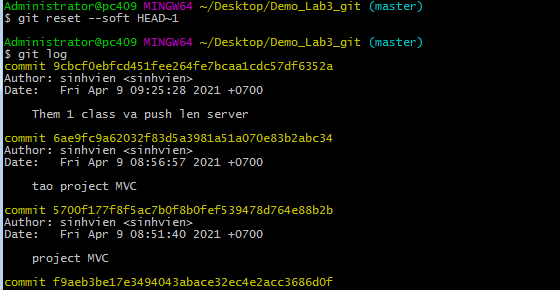 Administrator@pc409 MINGW64 ~/Desktop/Demo_Lab3_git (master)
$ git reset --soft HEAD~1
Administrator@pc409 MINGW64 ~/Desktop/Demo_Lab3_git (master)
$ git log
commit 9cbcf0ebfcd451fee264fe7bcaa1cdc57df6352a
Author: sinhvien <sinhvien>
Date:   Fri Apr 9 09:25:28 2021 +0700
    Them 1 class va push len server
commit 6ae9fc9a62032f83d5a3981a51a070e83b2abc34
Author: sinhvien <sinhvien>
Date:   Fri Apr 9 08:56:57 2021 +0700
    tao project MVC
commit 5700f177f8f5ac7b0f8b0fef539478d764e88b2b
Author: sinhvien <sinhvien>
Date:   Fri Apr 9 08:51:40 2021 +0700
    project MVC
commit f9aeb3be17e3494043abace32ec4e2acc3686d0f